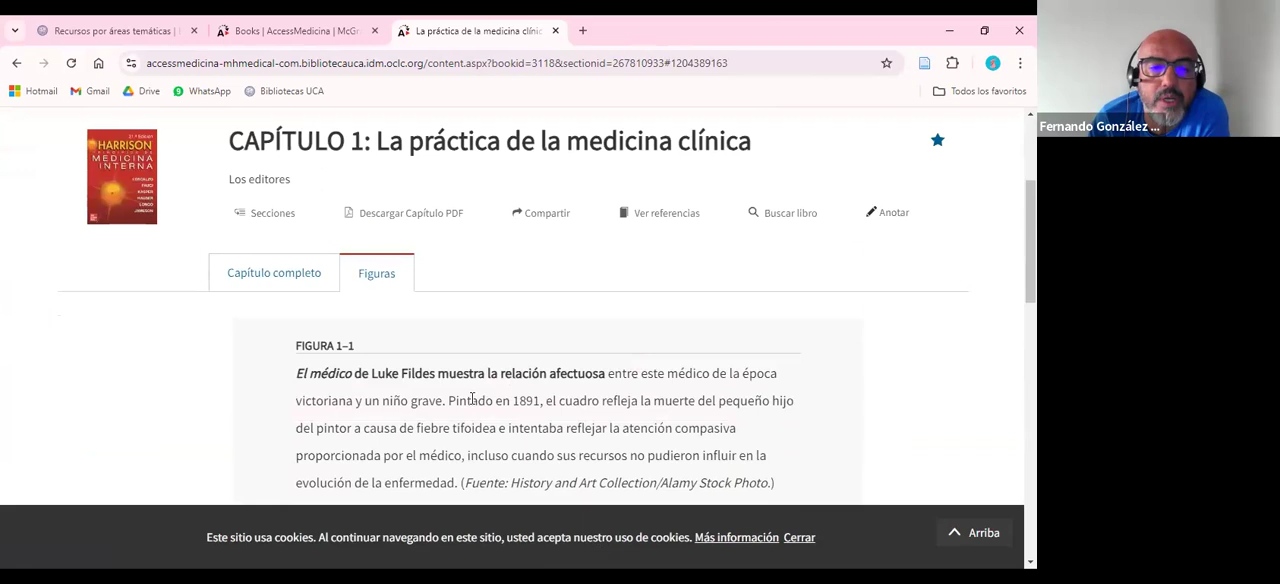 Recursos por áreas temáticas |
Books | AccessMedicina | McGr
La práctica de la medicina clínic
accessmedicina-mhmedical-com.bibliotecauca.idm.oclc.org/content.aspx?bookid=3118&sectionid=267810933#1204389163
Hotmail Gmail Drive WhatsApp Bibliotecas UCA Todos los favoritos
Fernando González ...
HARRISON
MEDICINA
INTERNA
CAPÍTULO 1: La práctica de la medicina clínica
Los editores
Secciones Descargar Capítulo PDF Compartir Ver referencias Buscar libro Anotar
Capítulo completo Figuras
FIGURA 1–1
El médico de Luke Fildes muestra la relación afectuosa entre este médico de la época
victoriana y un niño grave. Pintado en 1891, el cuadro refleja la muerte del pequeño hijo
del pintor a causa de fiebre tifoidea e intentaba reflejar la atención compasiva
proporcionada por el médico, incluso cuando sus recursos no pudieron influir en la
evolución de la enfermedad. (Fuente: History and Art Collection/Alamy Stock Photo.)
Este sitio usa cookies. Al continuar navegando en este sitio, usted acepta nuestro uso de cookies. Más información Cerrar
Arriba